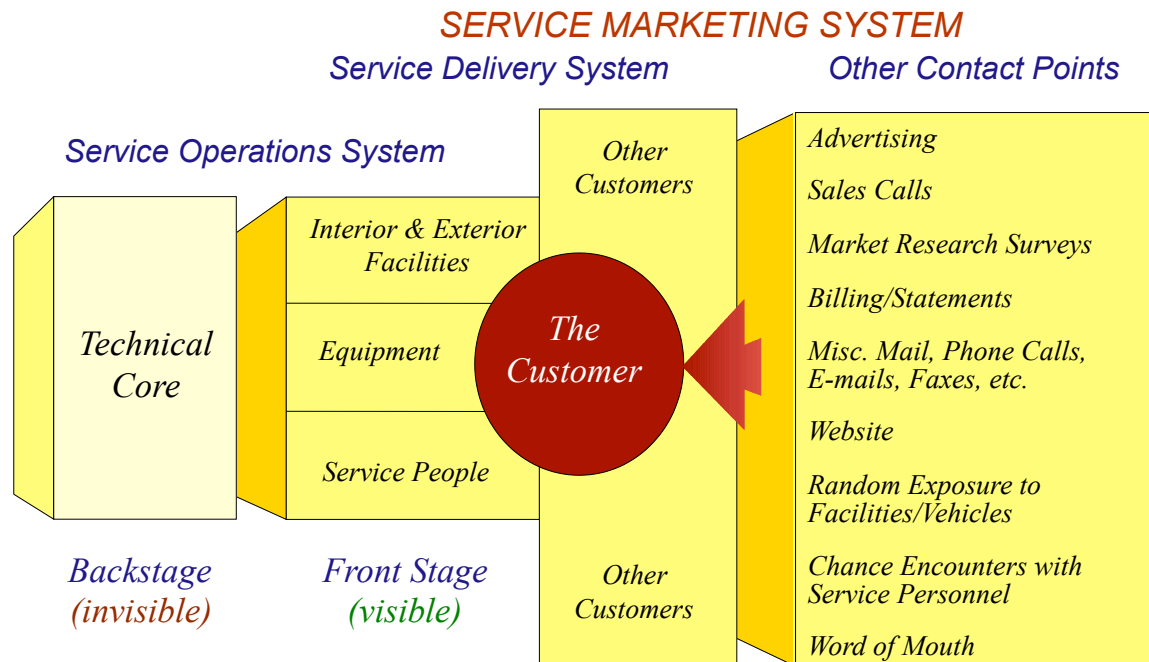 SERVICE MARKETING SYSTEM
Service Delivery System
Other Contact Points
Service Operations System
Technical
Core
Interior & Exterior
Facilities
Equipment
Service People
Other
Customers
The
Customer
Other
Customers
Advertising
Sales Calls
Market Research Surveys
Billing/Statements
Misc. Mail, Phone Calls,
E-mails, Faxes, etc.
Website
Random Exposure to
Facilities/Vehicles
Chance Encounters with
Service Personnel
Word of Mouth
Backstage
(invisible)
Front Stage
(visible)